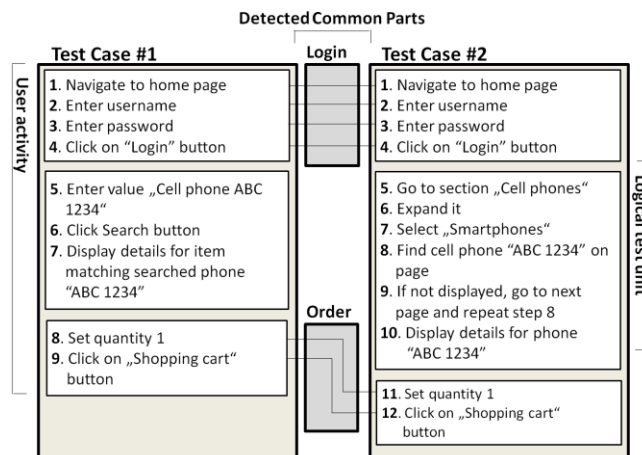 Detected Common Parts
Test Case #1
Login
Test Case #2
User activity
1. Navigate to home page
2. Enter username
3. Enter password
4. Click on “Login” button
5. Enter value „Cell phone ABC
1234“
6. Click Search button
7. Display details for item
matching searched phone
“ABC 1234”
8. Set quantity 1
9. Click on „Shopping cart“
button
Order
1. Navigate to home page
2. Enter username
3. Enter password
4. Click on “Login” button
5. Go to section „Cell phones“
6. Expand it
7. Select „Smartphones“
8. Find cell phone “ABC 1234” on
page
9. If not displayed, go to next
page and repeat step 8
10. Display details for phone
“ABC 1234”
11. Set quantity 1
12. Click on „Shopping cart“
button
Logical test unit